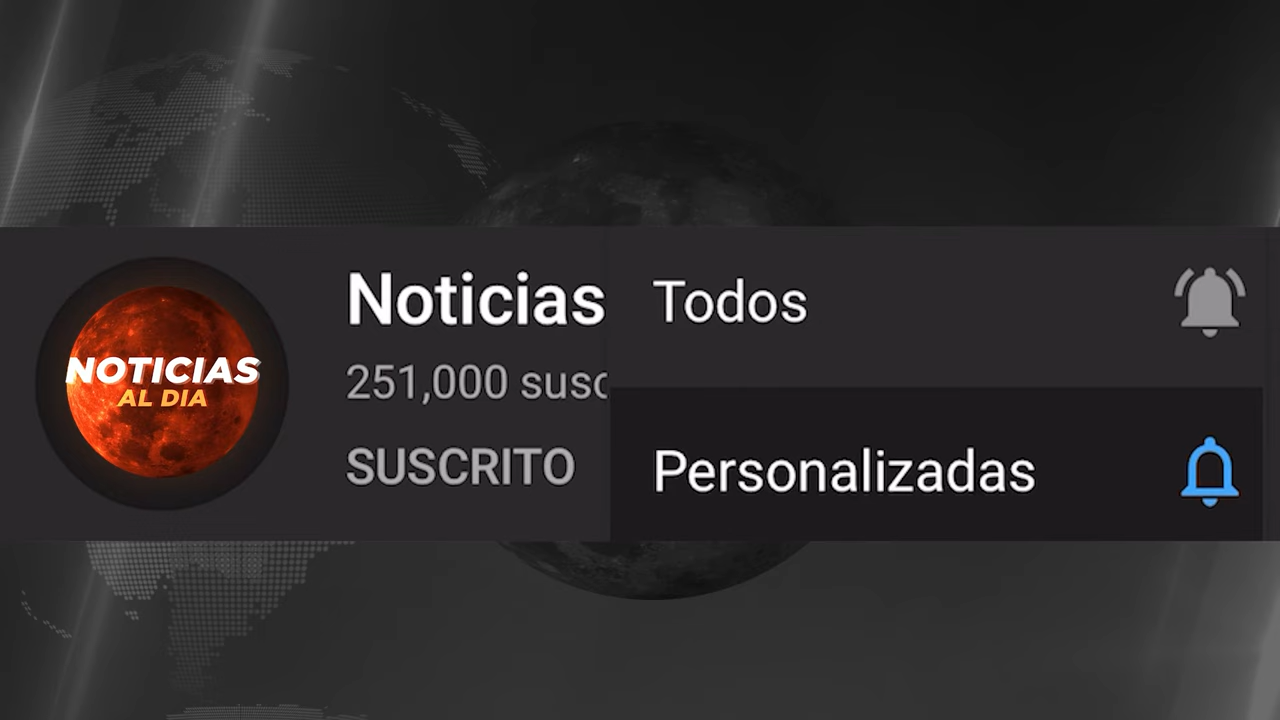 NOTICIAS
AL DIA
Noticias
251,000 susc
SUSCRITO
Todos
Personalizadas